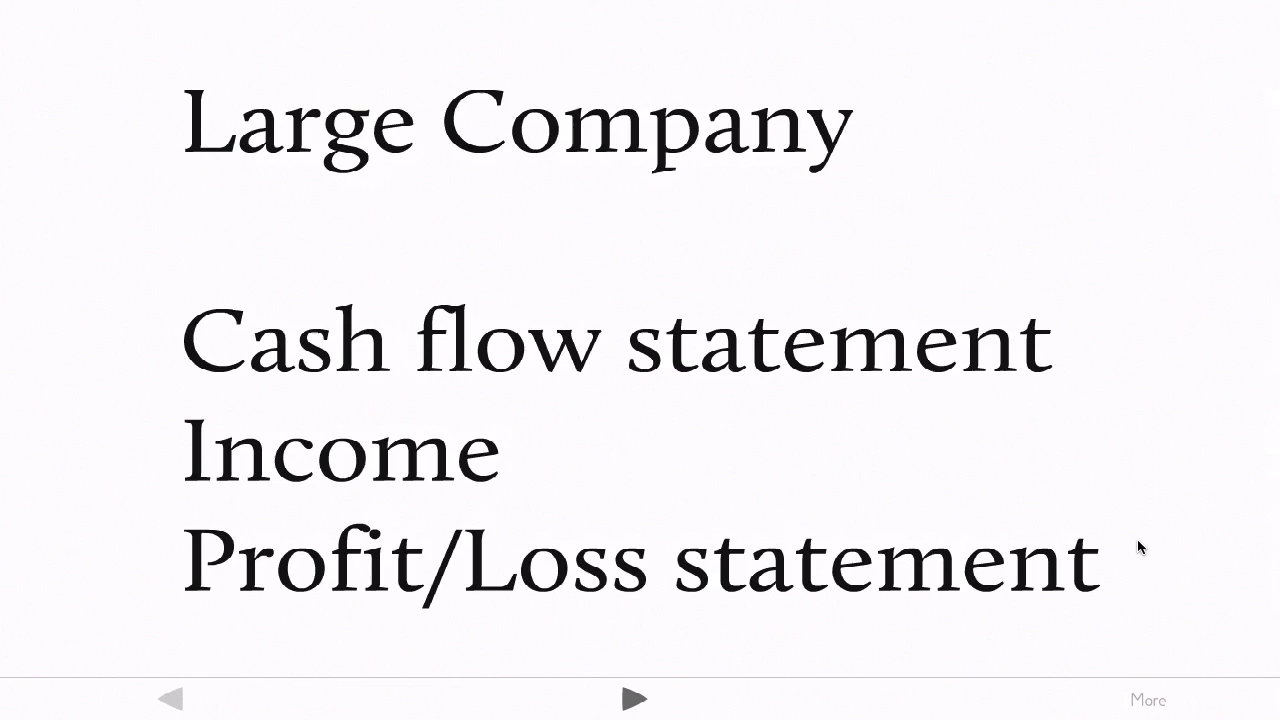 Large Company
Cash flow statement
Income
Profit/Loss statement
More